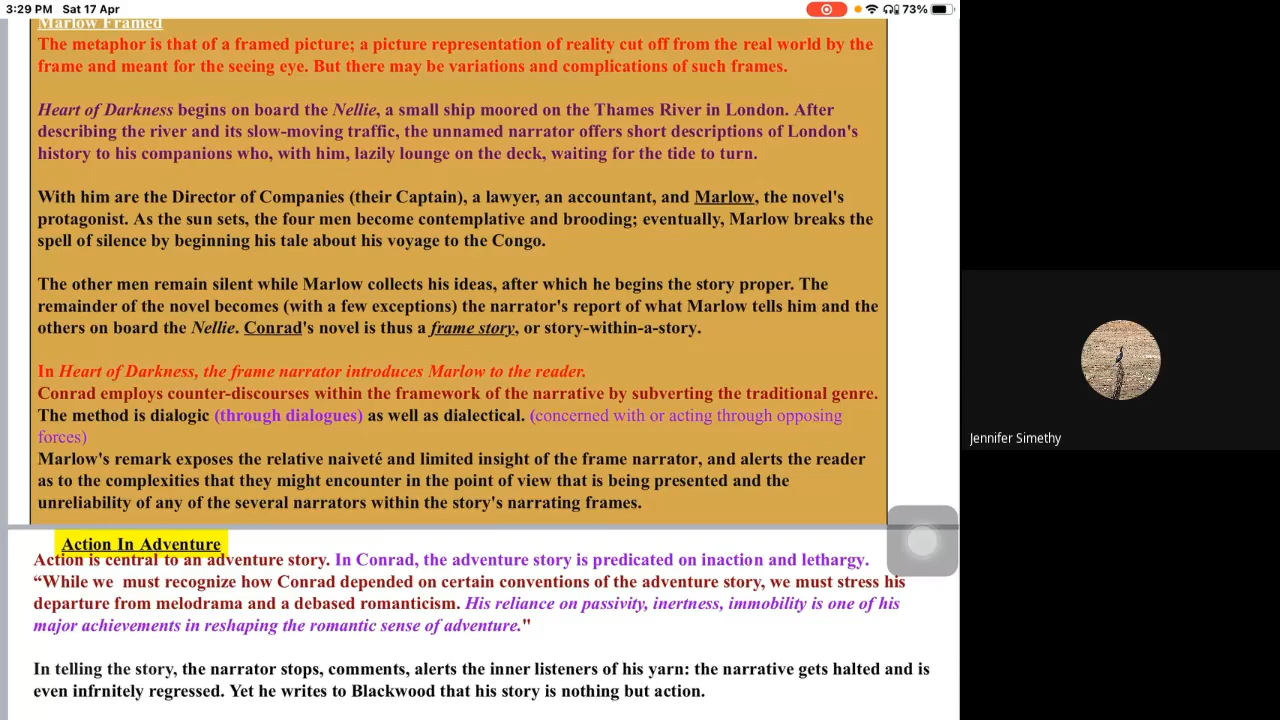 3:29 PM Sat 17 Apr
73%
Marlow Framed
The metaphor is that of a framed picture; a picture representation of reality cut off from the real world by the
frame and meant for the seeing eye. But there may be variations and complications of such frames.
Heart of Darkness begins on board the Nellie, a small ship moored on the Thames River in London. After
describing the river and its slow-moving traffic, the unnamed narrator offers short descriptions of London's
history to his companions who, with him, lazily lounge on the deck, waiting for the tide to turn.
With him are the Director of Companies (their Captain), a lawyer, an accountant, and Marlow, the novel's
protagonist. As the sun sets, the four men become contemplative and brooding; eventually, Marlow breaks the
spell of silence by beginning his tale about his voyage to the Congo.
The other men remain silent while Marlow collects his ideas, after which he begins the story proper. The
remainder of the novel becomes (with a few exceptions) the narrator's report of what Marlow tells him and the
others on board the Nellie. Conrad's novel is thus a frame story, or story-within-a-story.
In Heart of Darkness, the frame narrator introduces Marlow to the reader.
Conrad employs counter-discourses within the framework of the narrative by subverting the traditional genre.
The method is dialogic (through dialogues) as well as dialectical. (concerned with or acting through opposing
forces)
Marlow's remark exposes the relative naiveté and limited insight of the frame narrator, and alerts the reader
as to the complexities that they might encounter in the point of view that is being presented and the
unreliability of any of the several narrators within the story's narrating frames.
Action In Adventure
Action is central to an adventure story. In Conrad, the adventure story is predicated on inaction and lethargy.
“While we must recognize how Conrad depended on certain conventions of the adventure story, we must stress his
departure from melodrama and a debased romanticism. His reliance on passivity, inertness, immobility is one of his
major achievements in reshaping the romantic sense of adventure."
In telling the story, the narrator stops, comments, alerts the inner listeners of his yarn: the narrative gets halted and is
even infrnitely regressed. Yet he writes to Blackwood that his story is nothing but action.
Jennifer Simethy